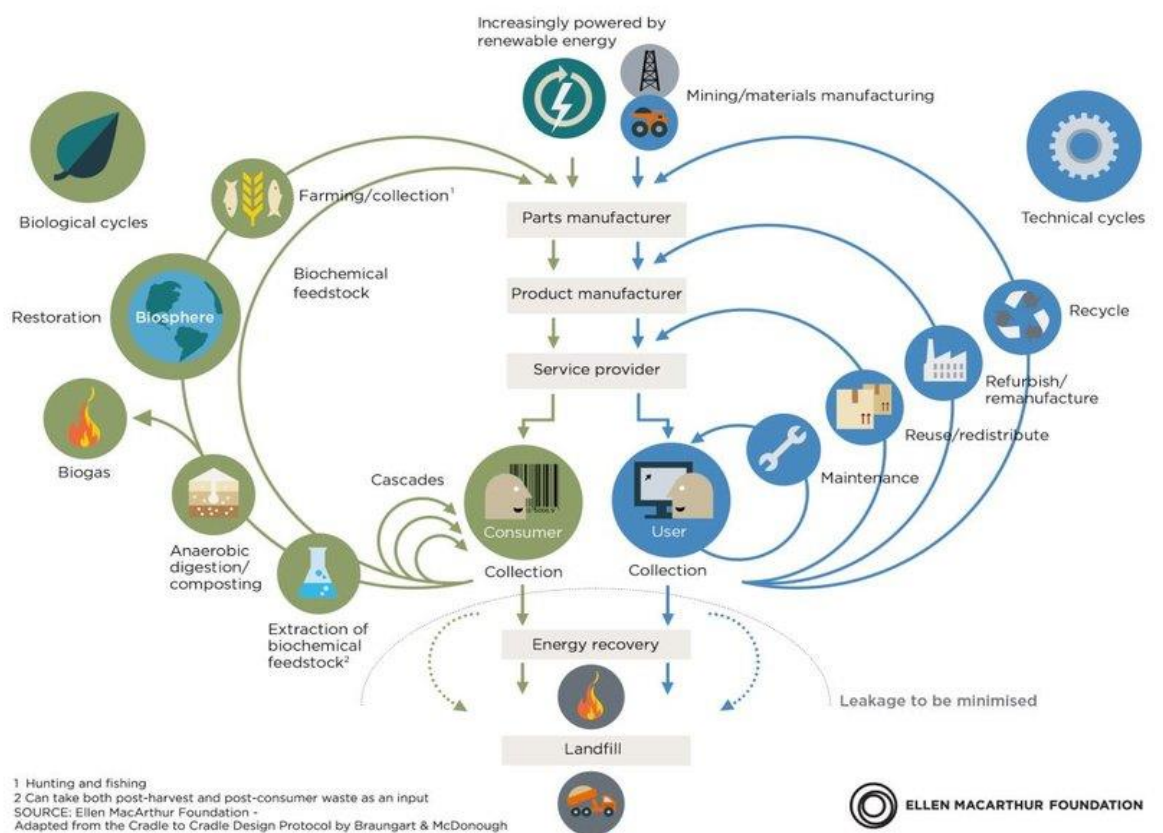 Increasingly powered by
renewable energy
Mining/materials manufacturing
Biological cycles
Farming/collection¹
Technical cycles
Parts manufacturer
Biochemical
feedstock
Restoration
Biosphere
Product manufacturer
Recycle
Service provider
Refurbish/
remanufacture
Biogas
Reuse/redistribute
Cascades
Maintenance
Consumer
User
Anaerobic
digestion/
composting
Collection
Collection
Extraction of
biochemical
feedstock²
Energy recovery
Leakage to be minimised
Landfill
1 Hunting and fishing
2 Can take both post-harvest and post-consumer waste as an input
SOURCE: Ellen MacArthur Foundation -
Adapted from the Cradle to Cradle Design Protocol by Braungart & McDonough
ELLEN MACARTHUR FOUNDATION